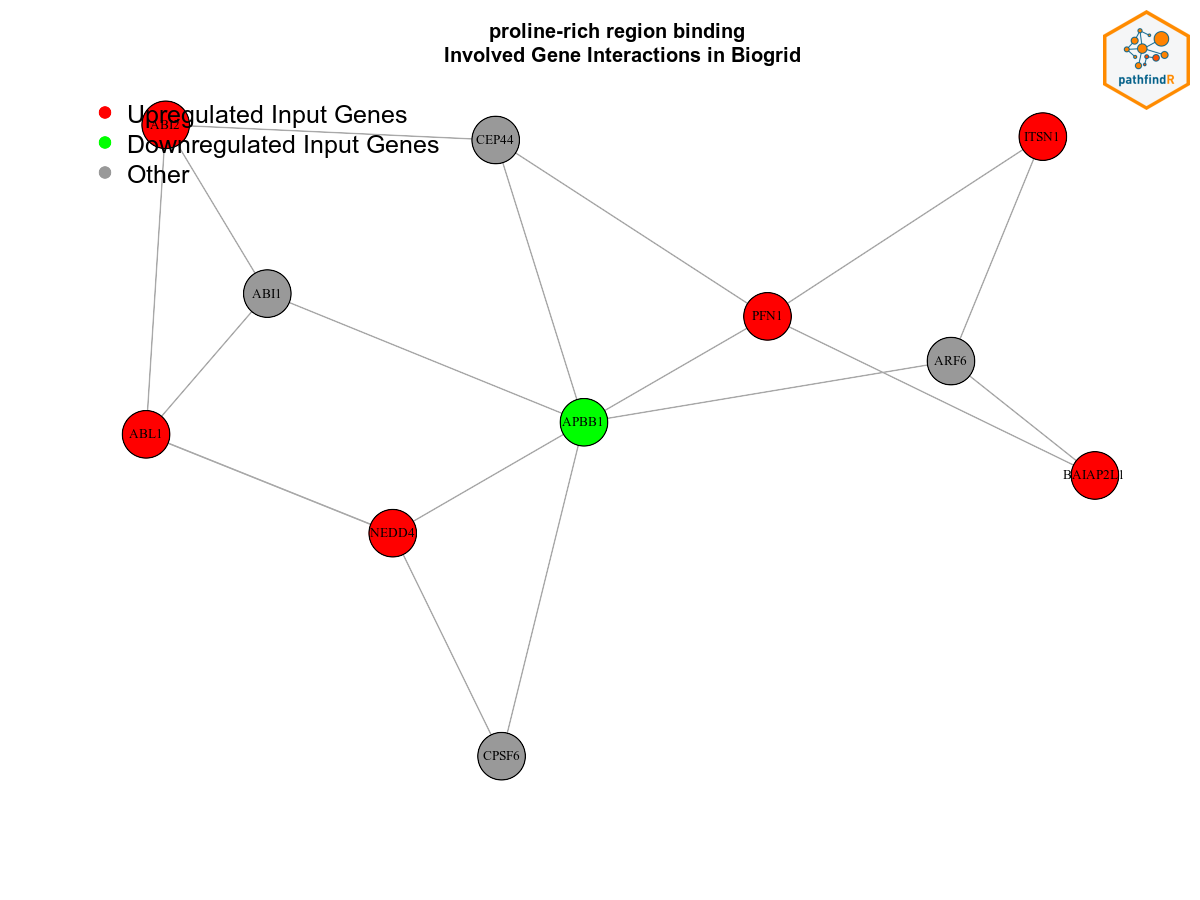 proline-rich region binding
Involved Gene Interactions in Biogrid
pathfindR
Upregulated Input Genes
Downregulated Input Genes
Other
ABI2
CEP44
ITSN1
ABI1
PFN1
ARF6
APBB1
ABL1
BAIAP2L1
NEDD4
CPSF6